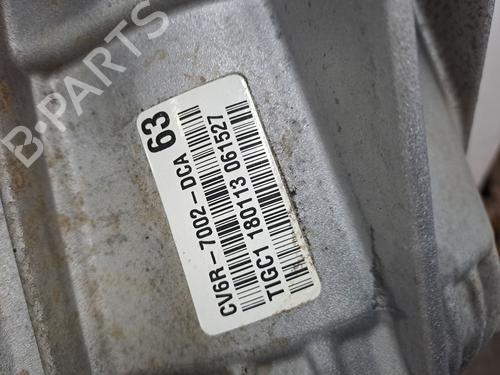 63
CV6R-7002-DCA
TIGC1 180113 061527
B-PARTS